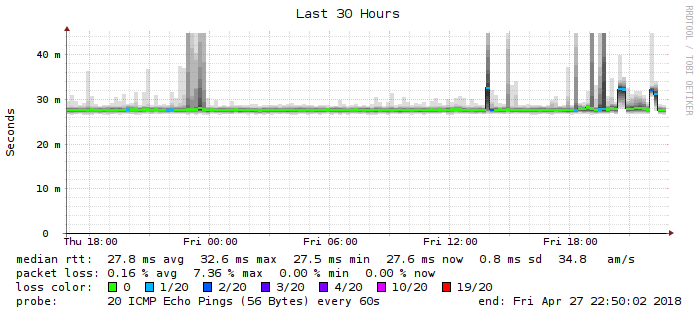 Last 30 Hours
RRDTOOL / TOBI OETIKER
Seconds
40 m
30 m
20 m
10 m
0
Thu 18:00 Fri 00:00 Fri 06:00 Fri 12:00 Fri 18:00
median rtt: 27.8 ms avg 32.6 ms max 27.5 ms min 27.6 ms now 0.8 ms sd 34.8 am/s
packet loss: 0.16 % avg 7.36 % max 0.00 % min 0.00 % now
loss color: 0 1/20 2/20 3/20 4/20 10/20 19/20
probe: 20 ICMP Echo Pings (56 Bytes) every 60s end: Fri Apr 27 22:50:02 2018